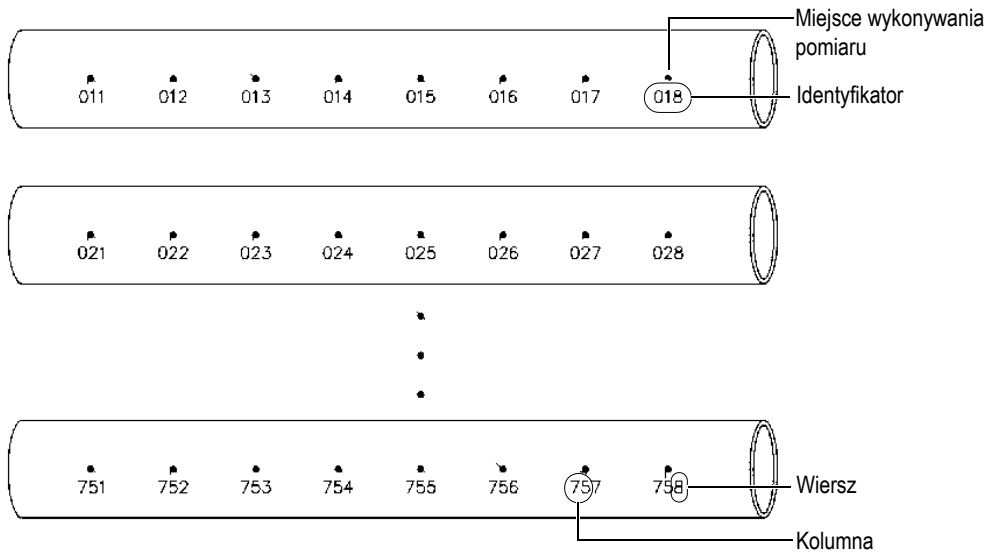 Miejsce wykonywania
pomiaru
011 012 013 014 015 016 017 018
Identyfikator
021 022 023 024 025 026 027 028
751 752 753 754 755 756 757 758
Wiersz
Kolumna